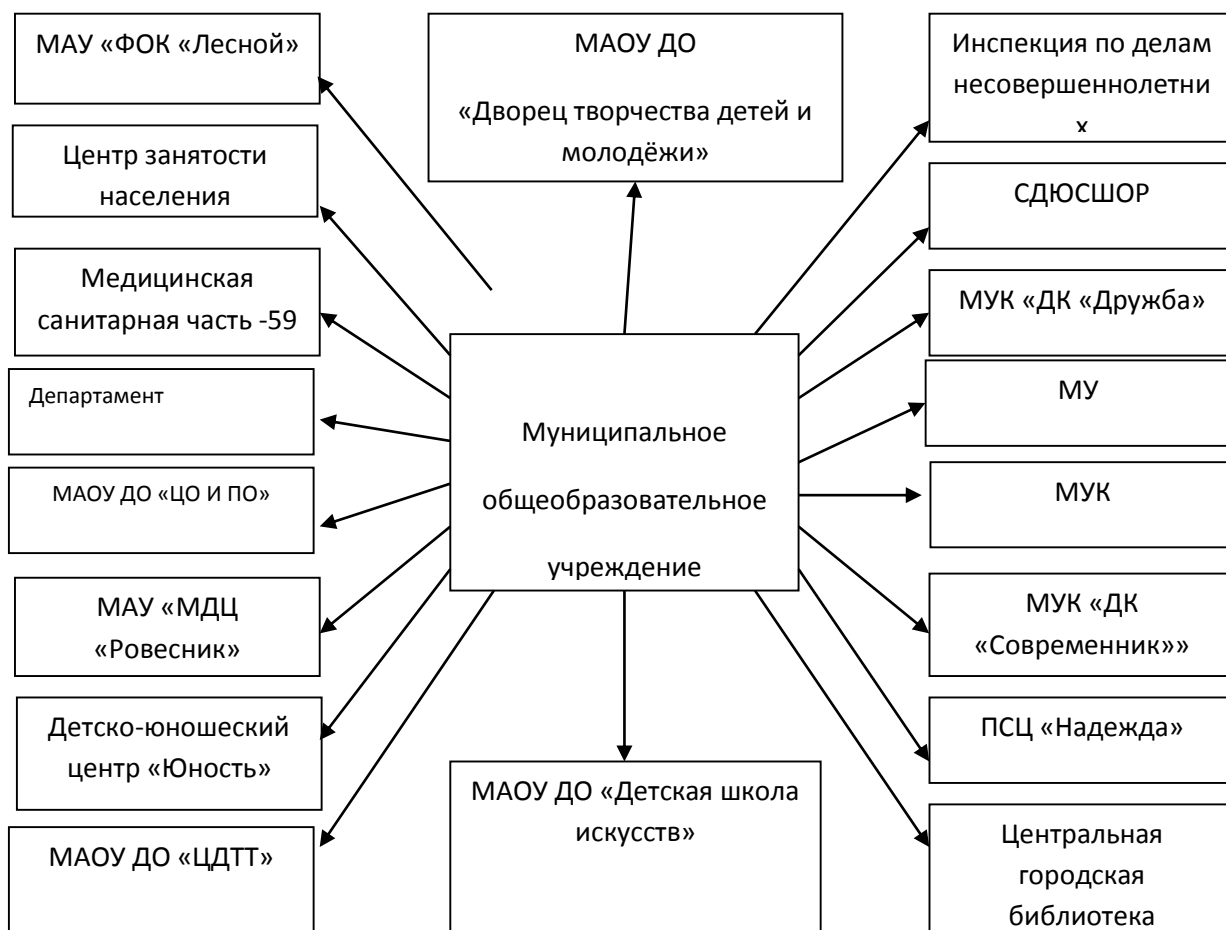 МАУ «ФОК «Лесной»
Центр занятости
населения
Медицинская
санитарная часть -59
Департамент
МАОУ ДО «ЦО И ПО»
МАУ «МДЦ
«Ровесник»
Детско-юношеский
центр «Юность»
МАОУ ДО «ЦДТТ»
МАОУ ДО
«Дворец творчества детей и
молодёжи»
Муниципальное
общеобразовательное
учреждение
МАОУ ДО «Детская школа
искусств»
Инспекция по делам
несовершеннолетни
х
СДЮСШОР
МУК «ДК «Дружба»
МУ
МУК
МУК «ДК
«Современник»»
ПСЦ «Надежда»
Центральная
городская
библиотека